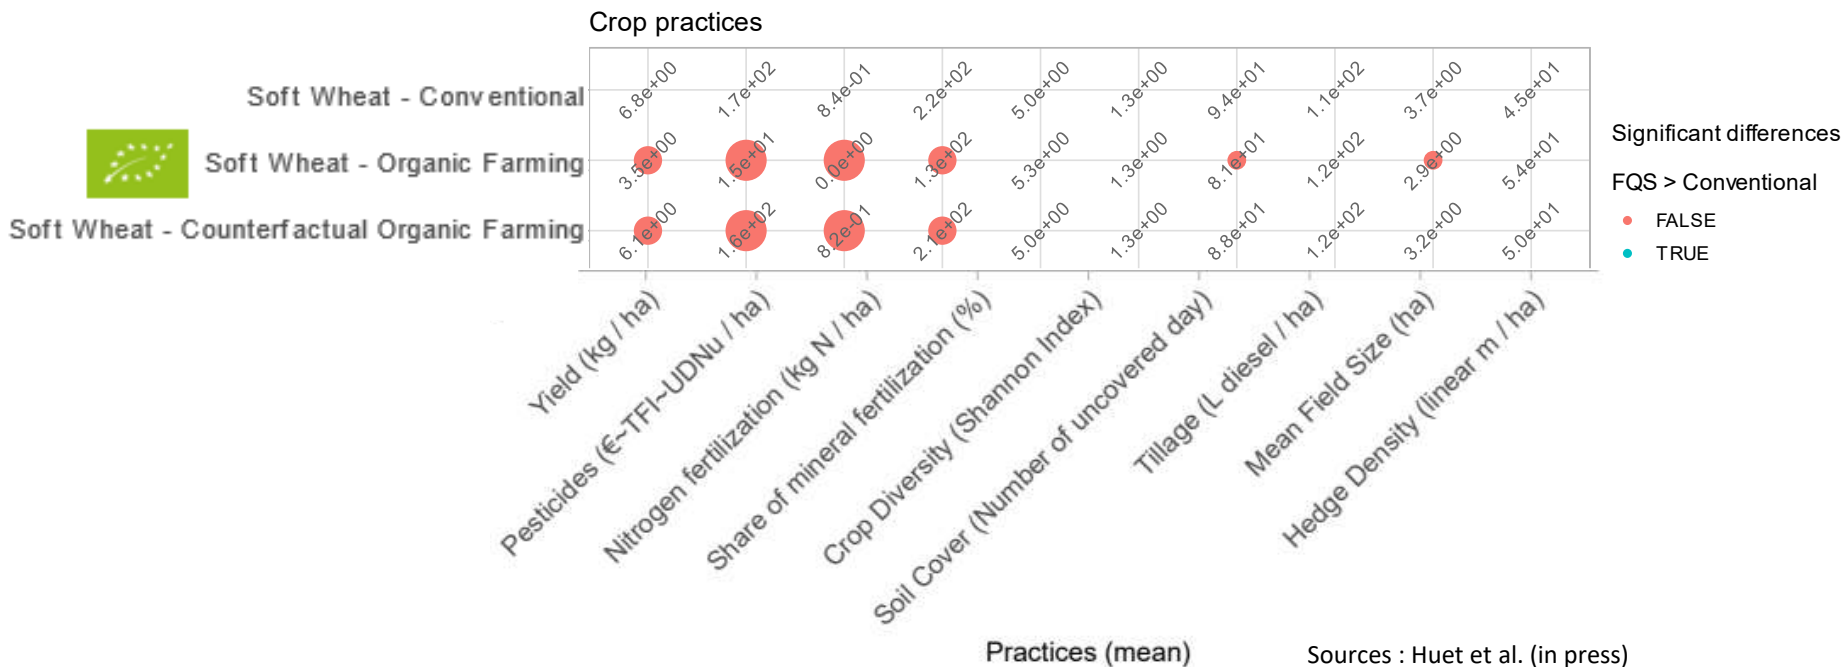 Crop practices
Soft Wheat - Conventional
6.8e+00 1.7e+02 8.4e-01 2.2e+02 5.0e+00 1.3e+00 9.4e+01 1.1e+02 3.7e+00 4.5e+01
Soft Wheat - Organic Farming
3.5e+00 1.5e+01 0.0e+00 1.3e+02 5.3e+00 1.3e+00 8.1e+01 1.2e+02 2.9e+00 5.4e+01
Soft Wheat - Counterfactual Organic Farming
6.1e+00 1.6e+02 8.2e-01 2.1e+02 5.0e+00 1.3e+00 8.8e+01 1.2e+02 3.2e+00 5.0e+01
Significant differences
FQS > Conventional
FALSE
TRUE
Yield (kg / ha)
Pesticides (€~TFI~UDNu / ha)
Nitrogen fertilization (kg N / ha)
Share of mineral fertilization (%)
Crop Diversity (Shannon Index)
Soil Cover (Number of uncovered day)
Tillage (L diesel / ha)
Mean Field Size (ha)
Hedge Density (linear m / ha)
Practices (mean)
Sources : Huet et al. (in press)